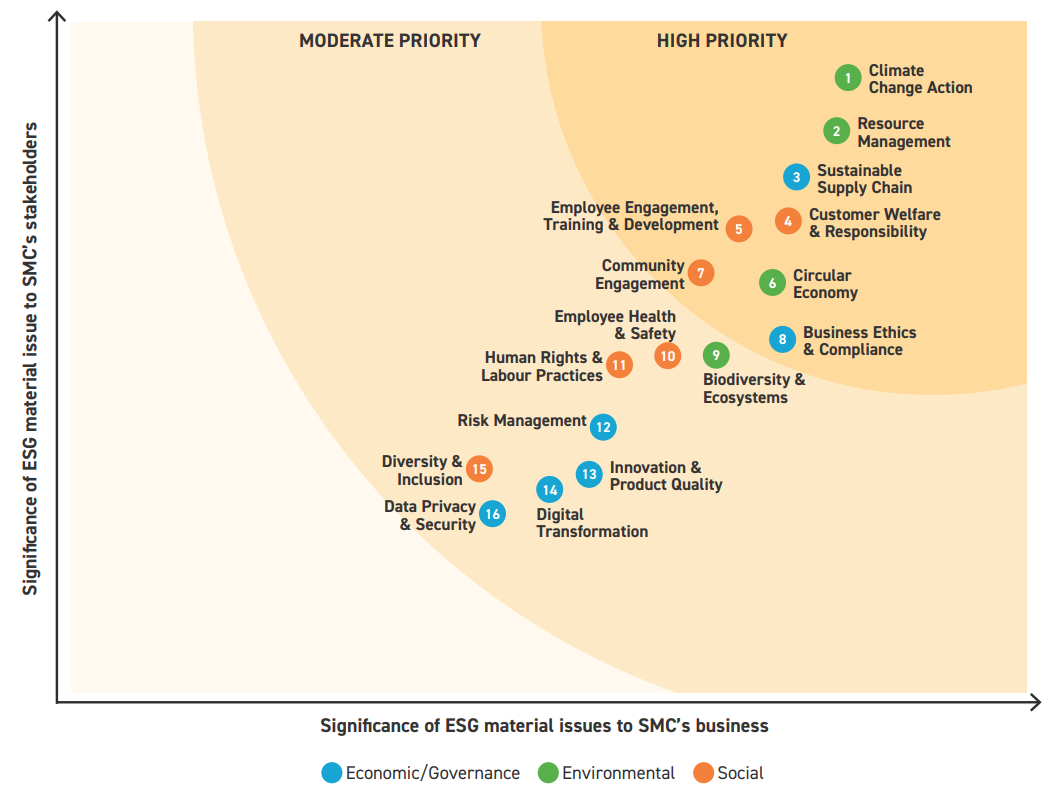 MODERATE PRIORITY
HIGH PRIORITY
1
Climate
Change Action
2
Resource
Management
3
Sustainable
Supply Chain
4
Customer Welfare
& Responsibility
Employee Engagement,
Training & Development
5
Community
Engagement
7
6
Circular
Economy
Employee Health
& Safety
10
8
Business Ethics
& Compliance
Human Rights &
Labour Practices
11
9
Biodiversity &
Ecosystems
Risk Management
12
Diversity &
Inclusion
15
13
Innovation &
Product Quality
14
Digital
Transformation
Data Privacy
& Security
16
Significance of ESG material issue to SMC's stakeholders
Significance of ESG material issues to SMC's business
Economic/Governance
Environmental
Social